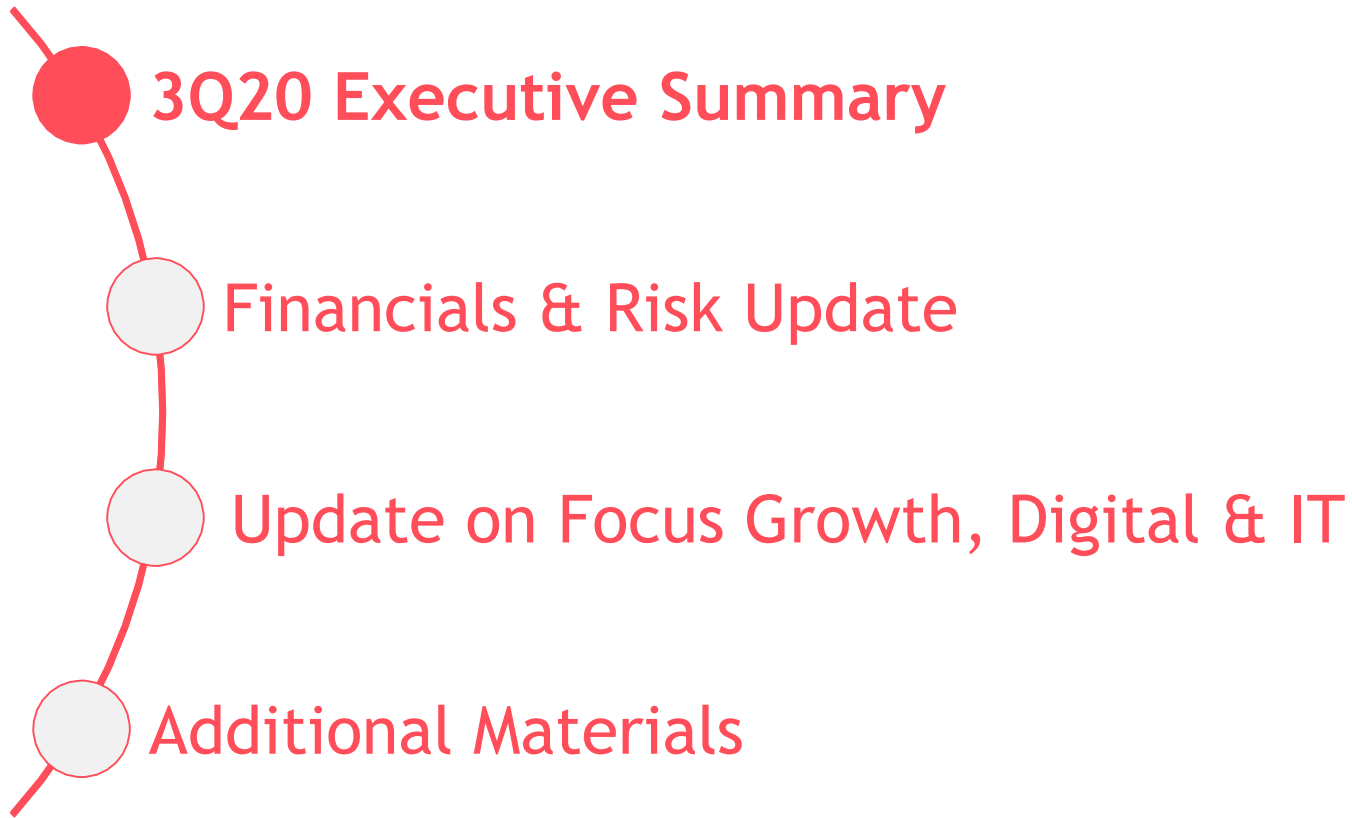 3Q20 Executive Summary
Financials & Risk Update
Update on Focus Growth, Digital & IT
Additional Materials